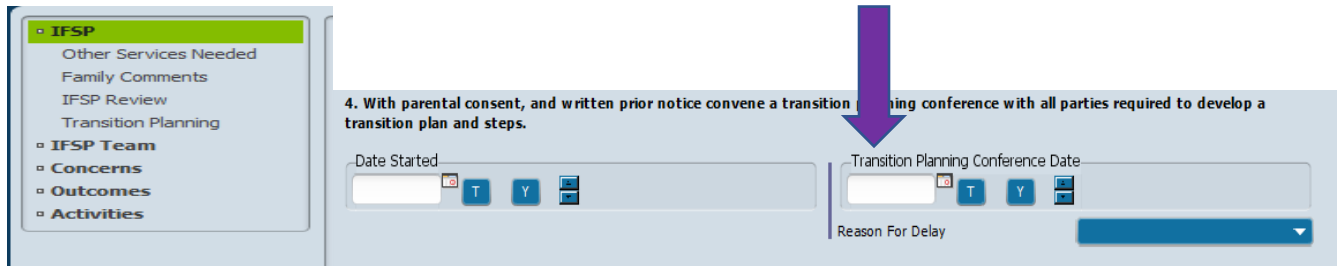 IFSP
Other Services Needed
Family Comments
IFSP Review
Transition Planning
IFSP Team
Concerns
Outcomes
Activities
4. With parental consent, and written prior notice convene a transition conference with all parties required to develop a
transition plan and steps.
Date Started
T Y
Transition Planning Conference Date
T Y
Reason For Delay